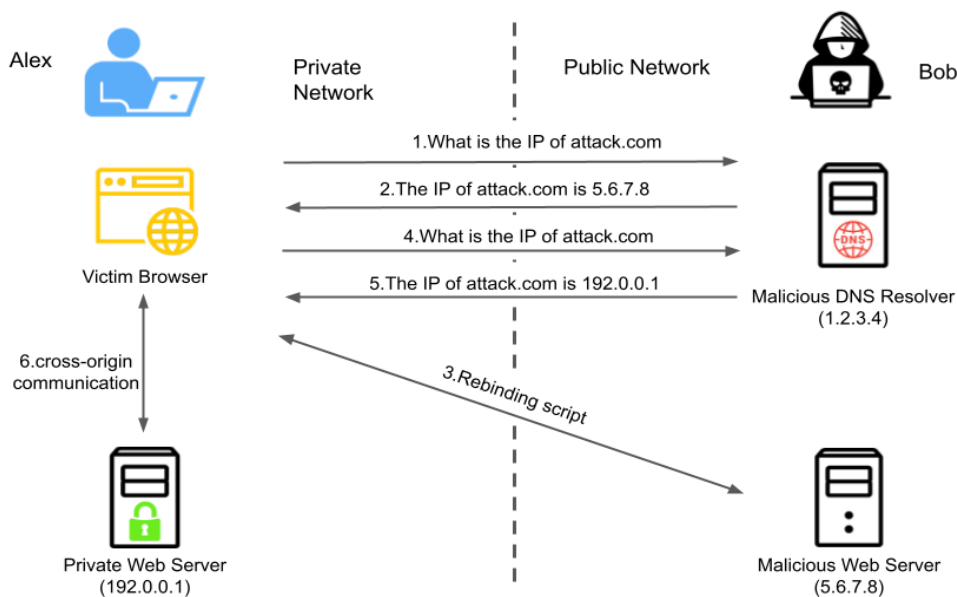 Alex
Private
Network
Public Network
Bob
1.What is the IP of attack.com
2.The IP of attack.com is 5.6.7.8
4.What is the IP of attack.com
5.The IP of attack.com is 192.0.0.1
DNS
Victim Browser
Malicious DNS Resolver
(1.2.3.4)
6.cross-origin
communication
3.Rebinding script
Private Web Server
(192.0.0.1)
Malicious Web Server
(5.6.7.8)